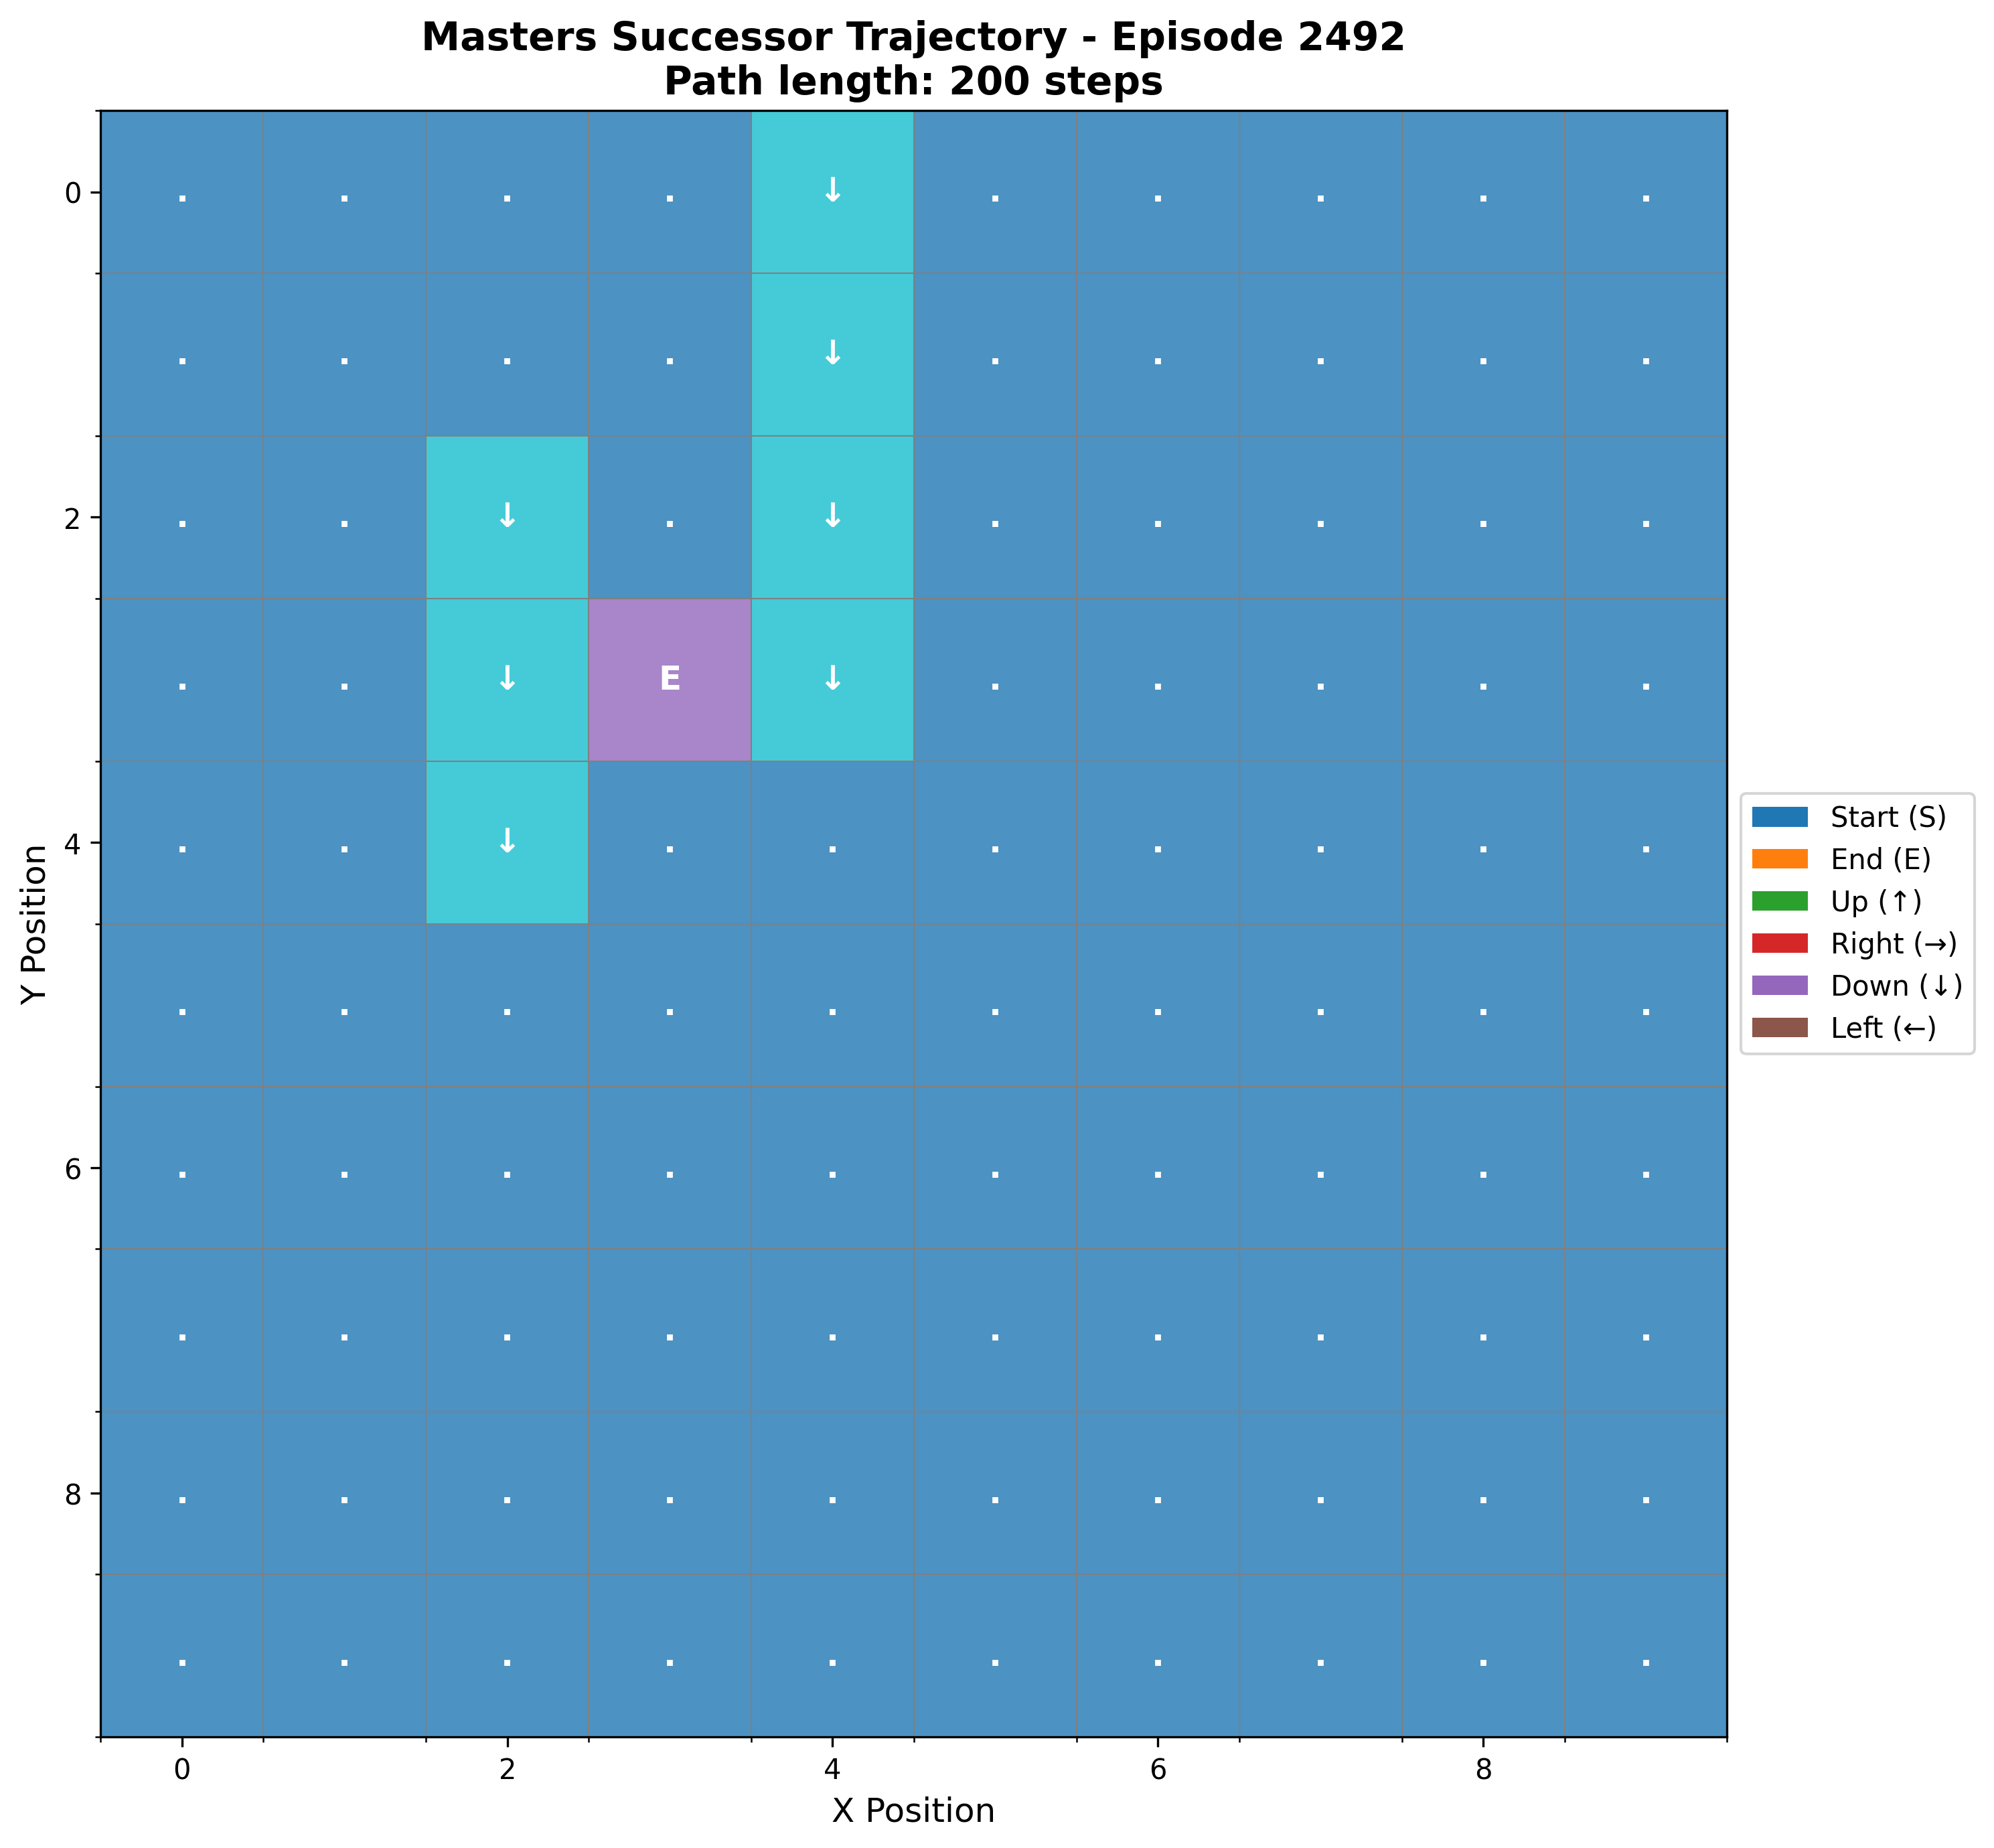 Masters Successor Trajectory - Episode 2492
Path length: 200 steps
0
. . . . ↓ . . . . .
. . . . ↓ . . . . .
2
. . ↓ . ↓ . . . . .
. . ↓ E ↓ . . . . .
4
. . ↓ . . . . . . .
. . . . . . . . . .
6
. . . . . . . . . .
. . . . . . . . . .
8
. . . . . . . . . .
. . . . . . . . . .
0 2 4 6 8
X Position
Y Position
Start (S)
End (E)
Up (↑)
Right (→)
Down (↓)
Left (←)